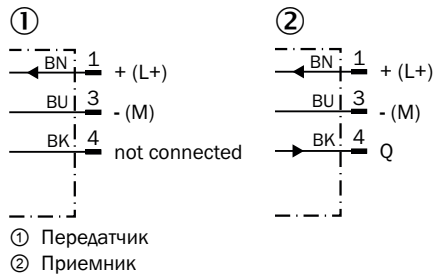 ① ②
BN 1 + (L+)
BU 3 - (M)
BK 4 not connected
BN 1 + (L+)
BU 3 - (M)
BK 4 Q
① Передатчик
② Приемник